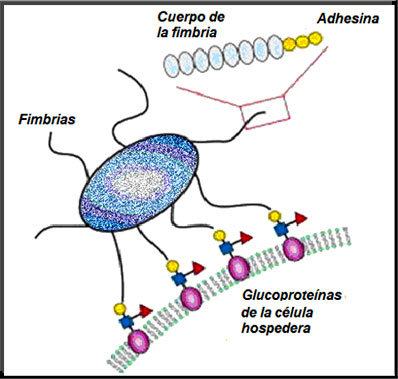 Cuerpo de
la fimbria
Adhesina
Fimbrias
Glucoproteínas
de la célula
hospedera